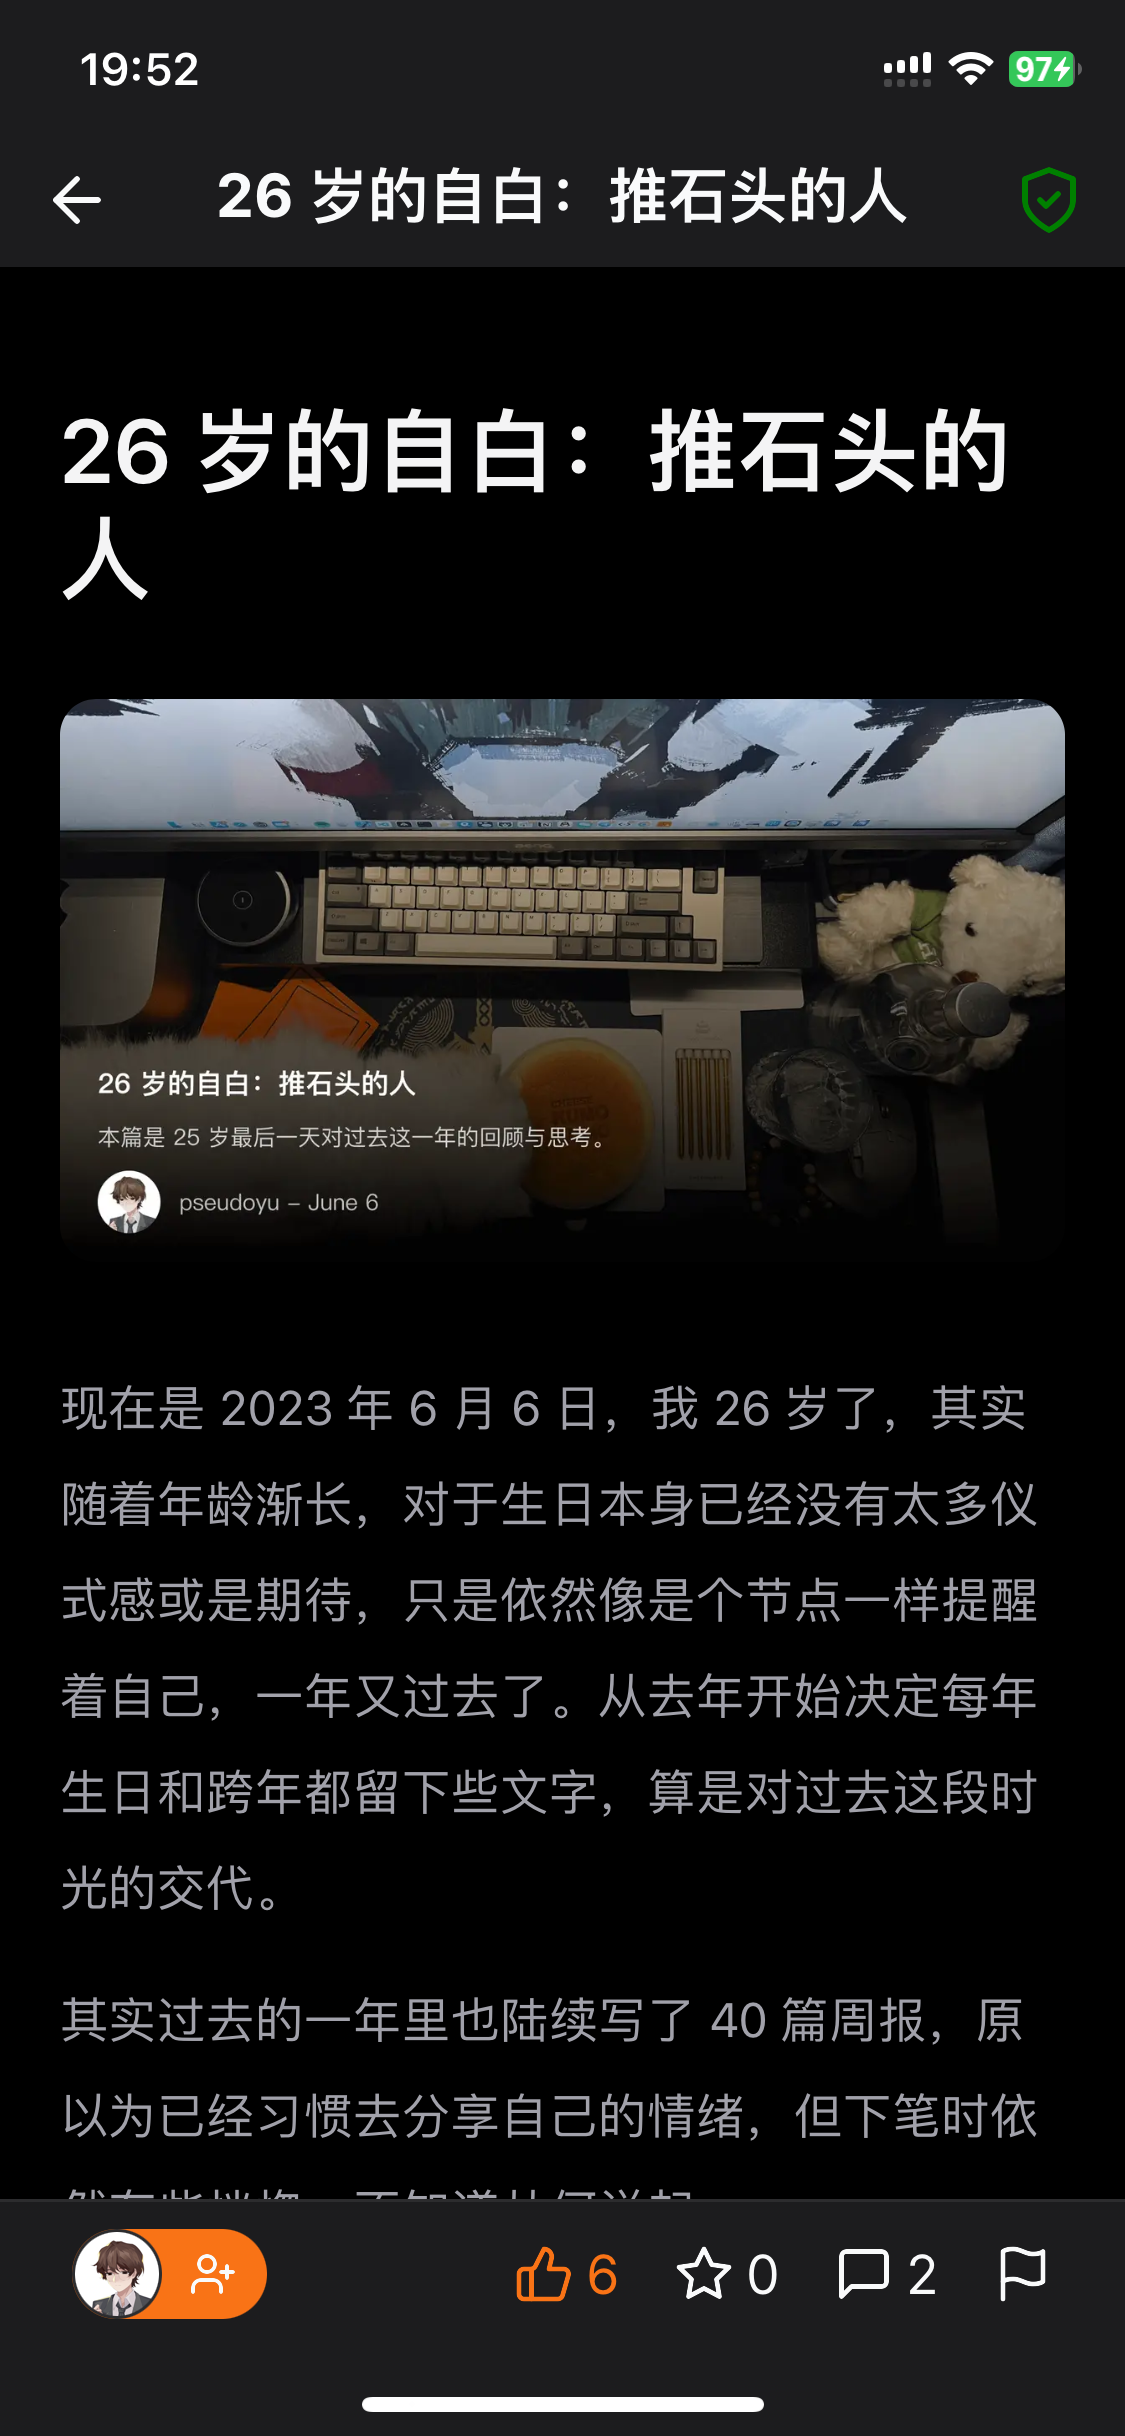 19:52
97
26 岁的自白：推石头的人
26 岁的自白：推石头的
人
26 岁的自白：推石头的人
本篇是 25 岁最后一天对过去这一年的回顾与思考。
pseudoyu – June 6
现在是 2023 年 6 月 6 日，我 26 岁了，其实
随着年龄渐长，对于生日本身已经没有太多仪
式感或是期待，只是依然像是个节点一样提醒
着自己，一年又过去了。从去年开始决定每年
生日和跨年都留下些文字，算是对过去这段时
光的交代。
其实过去的一年里也陆续写了 40 篇周报，原
以为已经习惯去分享自己的情绪，但下笔时依
6
0
2